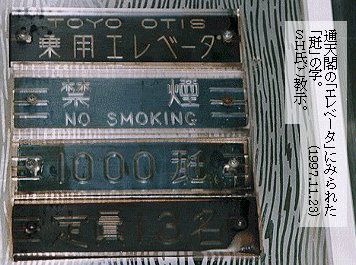 TOYO OTIS
乗用エレベータ
禁煙
NO SMOKING
1000瓩
定員13名
通天閣の「エレベータ」にみられた
「瓩」の字。 (1997.11.23)
ＳＨ氏ご教示。